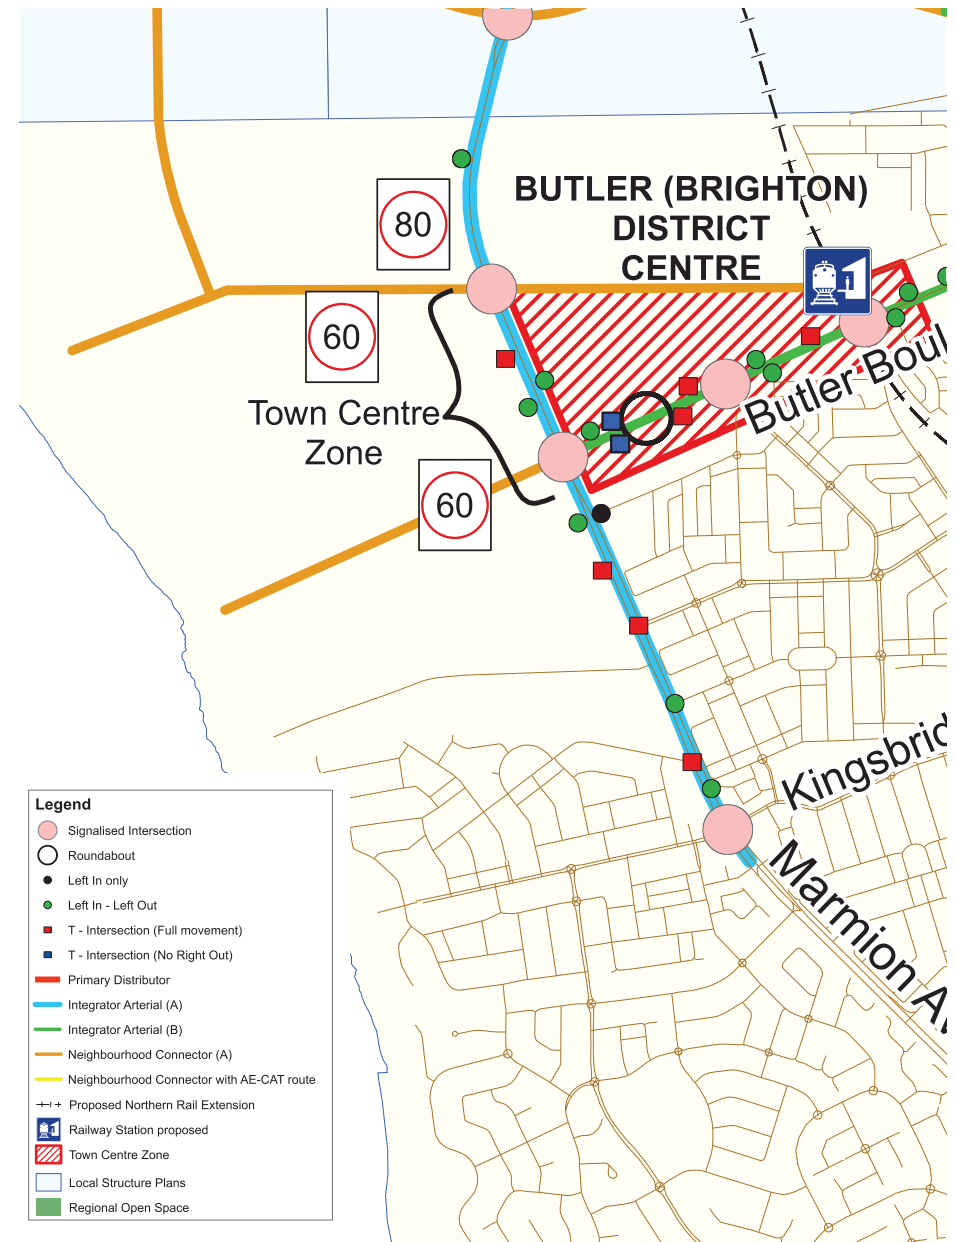 BUTLER (BRIGHTON)
DISTRICT
CENTRE
80
60
Town Centre
Zone
60
Butler Boul
Kingsbrid
Marmion Av
Legend
Signalised Intersection
Roundabout
Left In only
Left In - Left Out
T - Intersection (Full movement)
T - Intersection (No Right Out)
Primary Distributor
Integrator Arterial (A)
Integrator Arterial (B)
Neighbourhood Connector (A)
Neighbourhood Connector with AE-CAT route
Proposed Northern Rail Extension
Railway Station proposed
Town Centre Zone
Local Structure Plans
Regional Open Space